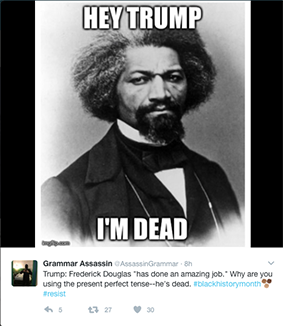 HEY TRUMP
I'M DEAD
imgflip.com
Grammar Assassin @AssassinGrammar · 8h
Trump: Frederick Douglas "has done an amazing job." Why are you
using the present perfect tense--he's dead. #blackhistorymonth
#resist
5 27 30